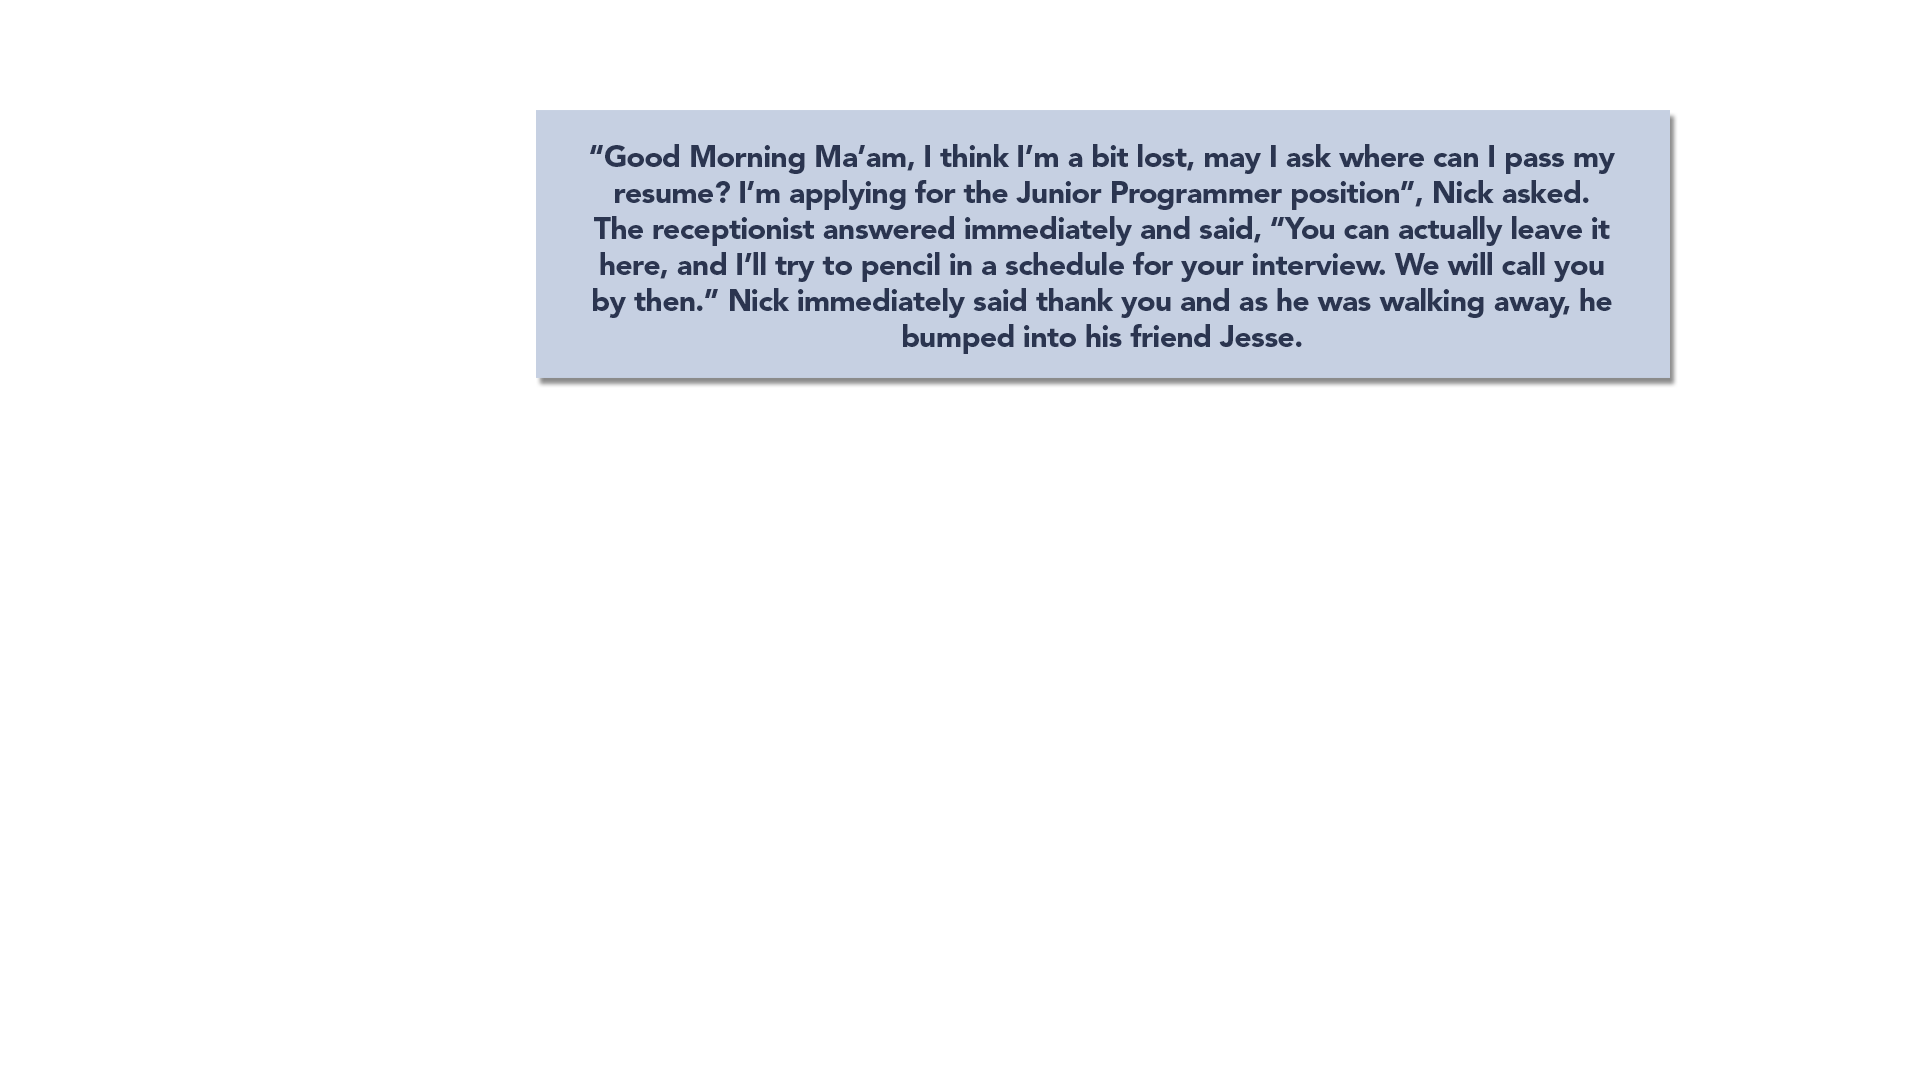 “Good Morning Ma’am, I think I’m a bit lost, may I ask where can I pass my
resume? I’m applying for the Junior Programmer position”, Nick asked.
The receptionist answered immediately and said, “You can actually leave it
here, and I’ll try to pencil in a schedule for your interview. We will call you
by then.” Nick immediately said thank you and as he was walking away, he
bumped into his friend Jesse.